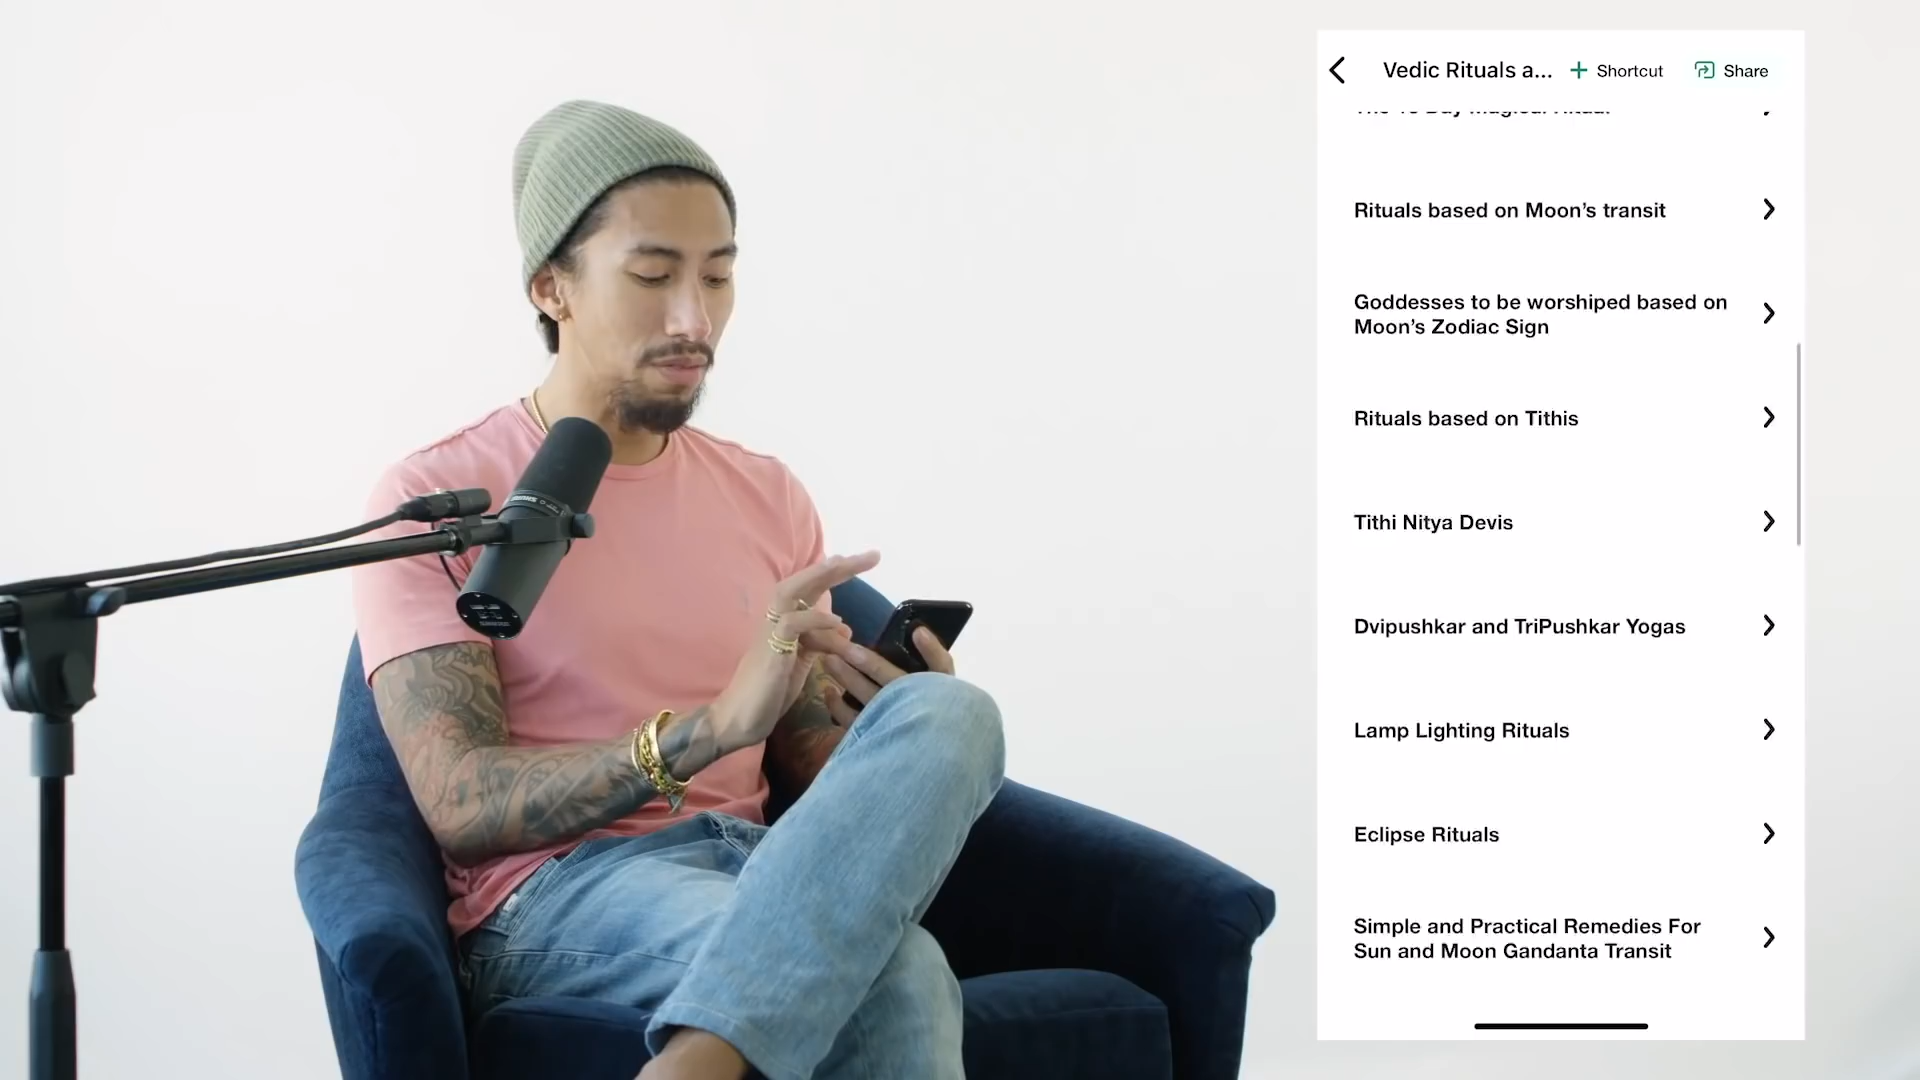 Vedic Rituals a...
Shortcut
Share
Rituals based on Moon’s transit
Goddesses to be worshiped based on
Moon’s Zodiac Sign
Rituals based on Tithis
Tithi Nitya Devis
Dvipushkar and TriPushkar Yogas
Lamp Lighting Rituals
Eclipse Rituals
Simple and Practical Remedies For
Sun and Moon Gandanta Transit